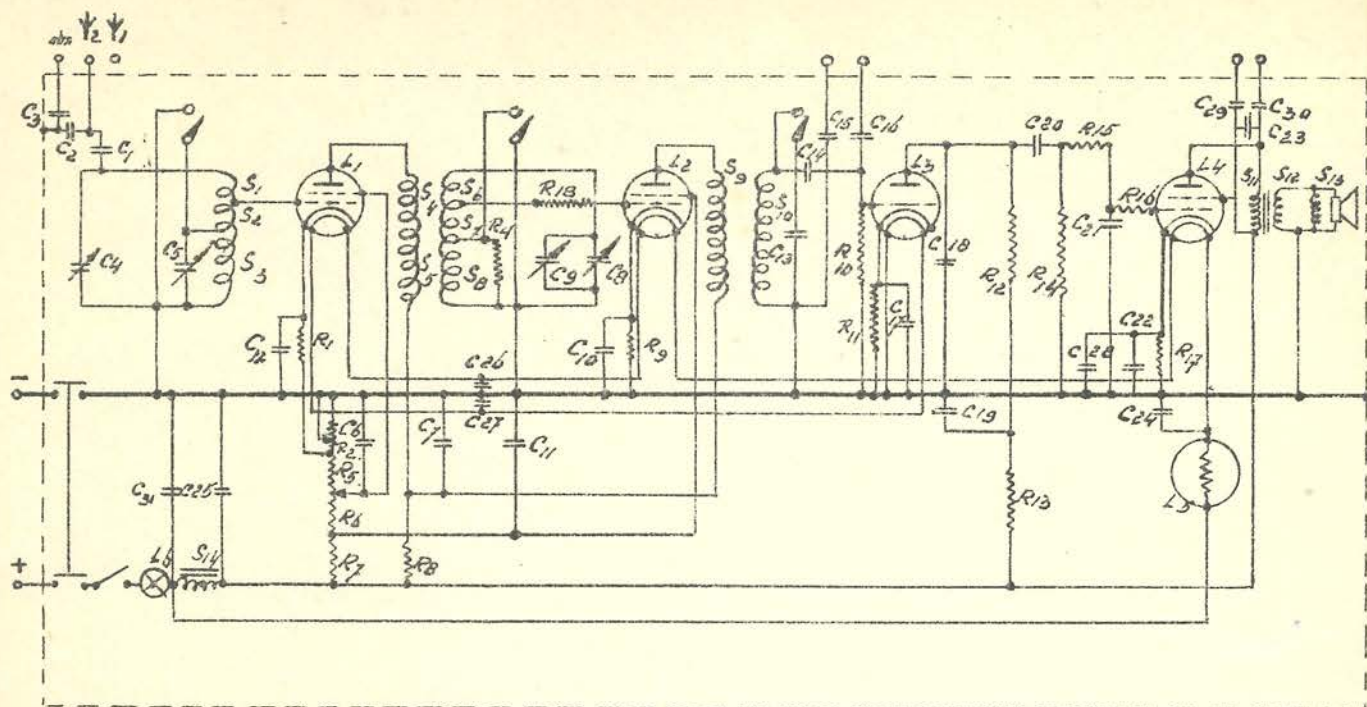 abn 2 1
C3
C2
C1
C4
C5
S1
S2
S3
L1
S4
S5
S6
S7
S8
R4
R18
C9
C8
L2
S9
S10
C13
C14
C15
C16
R10
R11
C17
L3
C18
R12
C20
R15
R14
C21
R16
L4
C29
C30
C23
S11
S12
S13
C12
R1
C26
C27
C10
R9
C28
C22
R17
−
C6
R2
R5
C7
C11
C19
C24
C31
C25
R6
R13
L5
+
L6
S14
R7
R8